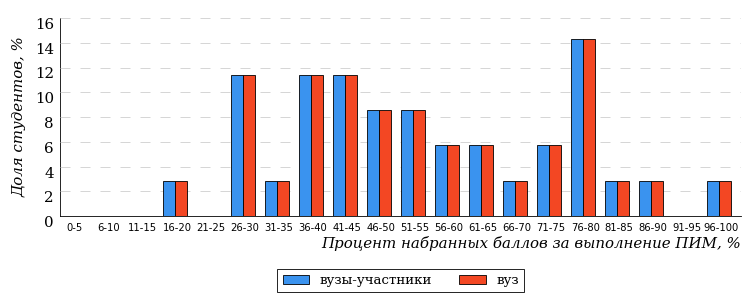 Доля студентов, %
16
14
12
10
8
6
4
2
0
0-5 6-10 11-15 16-20 21-25 26-30 31-35 36-40 41-45 46-50 51-55 56-60 61-65 66-70 71-75 76-80 81-85 86-90 91-95 96-100
Процент набранных баллов за выполнение ПИМ, %
вузы-участники вуз